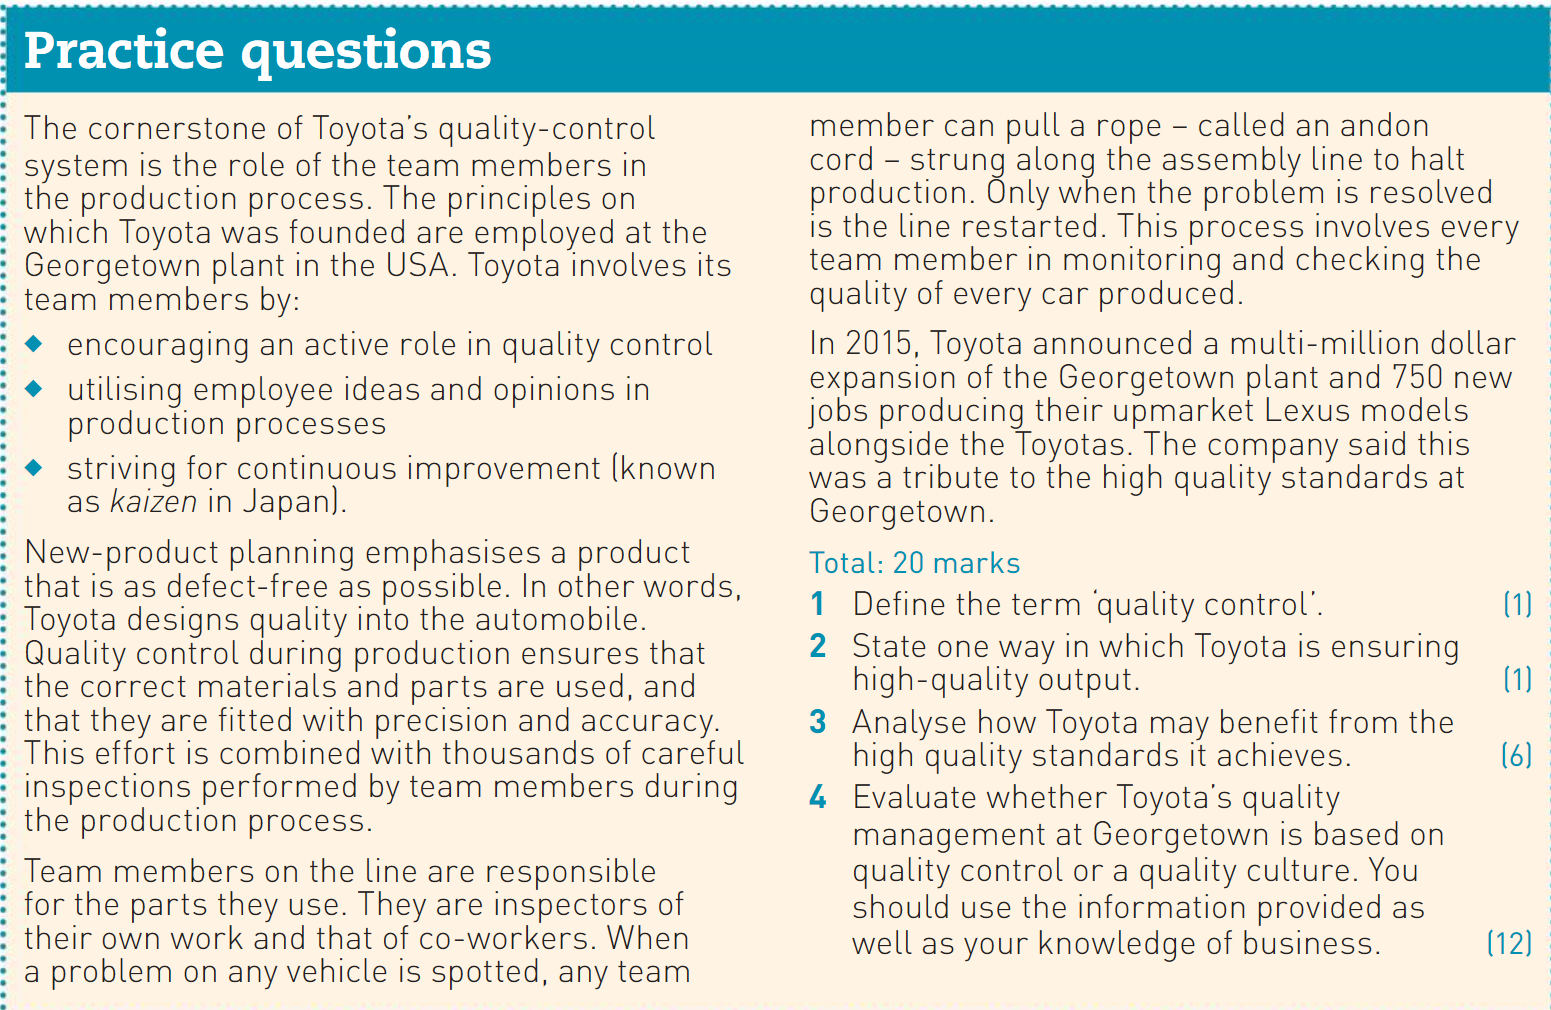 Practice questions
The cornerstone of Toyota's quality-control
system is the role of the team members in
the production process. The principles on
which Toyota was founded are employed at the
Georgetown plant in the USA. Toyota involves its
team members by:
◆ encouraging an active role in quality control
◆ utilising employee ideas and opinions in
production processes
◆ striving for continuous improvement (known
as kaizen in Japan).
New-product planning emphasises a product
that is as defect-free as possible. In other words,
Toyota designs quality into the automobile.
Quality control during production ensures that
the correct materials and parts are used, and
that they are fitted with precision and accuracy.
This effort is combined with thousands of careful
inspections performed by team members during
the production process.
Team members on the line are responsible
for the parts they use. They are inspectors of
their own work and that of co-workers. When
a problem on any vehicle is spotted, any team
member can pull a rope – called an andon
cord – strung along the assembly line to halt
production. Only when the problem is resolved
is the line restarted. This process involves every
team member in monitoring and checking the
quality of every car produced.
In 2015, Toyota announced a multi-million dollar
expansion of the Georgetown plant and 750 new
jobs producing their upmarket Lexus models
alongside the Toyotas. The company said this
was a tribute to the high quality standards at
Georgetown.
Total: 20 marks
1 Define the term ‘quality control’. (1)
2 State one way in which Toyota is ensuring
high-quality output. (1)
3 Analyse how Toyota may benefit from the
high quality standards it achieves. (6)
4 Evaluate whether Toyota's quality
management at Georgetown is based on
quality control or a quality culture. You
should use the information provided as
well as your knowledge of business. (12)